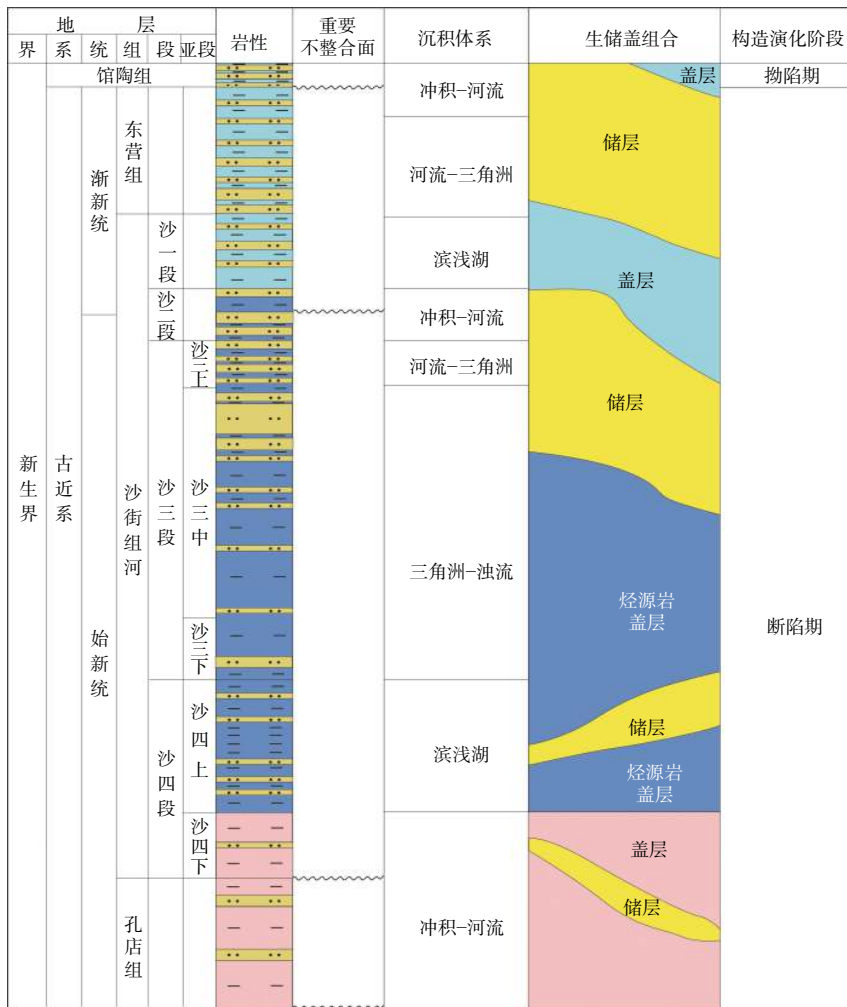 地 层
岩性
重要
不整合面
沉积体系
生储盖组合
构造演化阶段
界 系 统 组 段 亚段
馆陶组
新生界
古近系
渐新统
始新统
东营组
沙街组河
孔店组
沙一段
沙二段
沙三段
沙四段
沙三上
沙三中
沙三下
沙四上
沙四下
冲积–河流
河流–三角洲
滨浅湖
冲积–河流
河流–三角洲
三角洲–浊流
滨浅湖
冲积–河流
盖层
储层
盖层
储层
烃源岩
盖层
储层
烃源岩
盖层
盖层
储层
拗陷期
断陷期